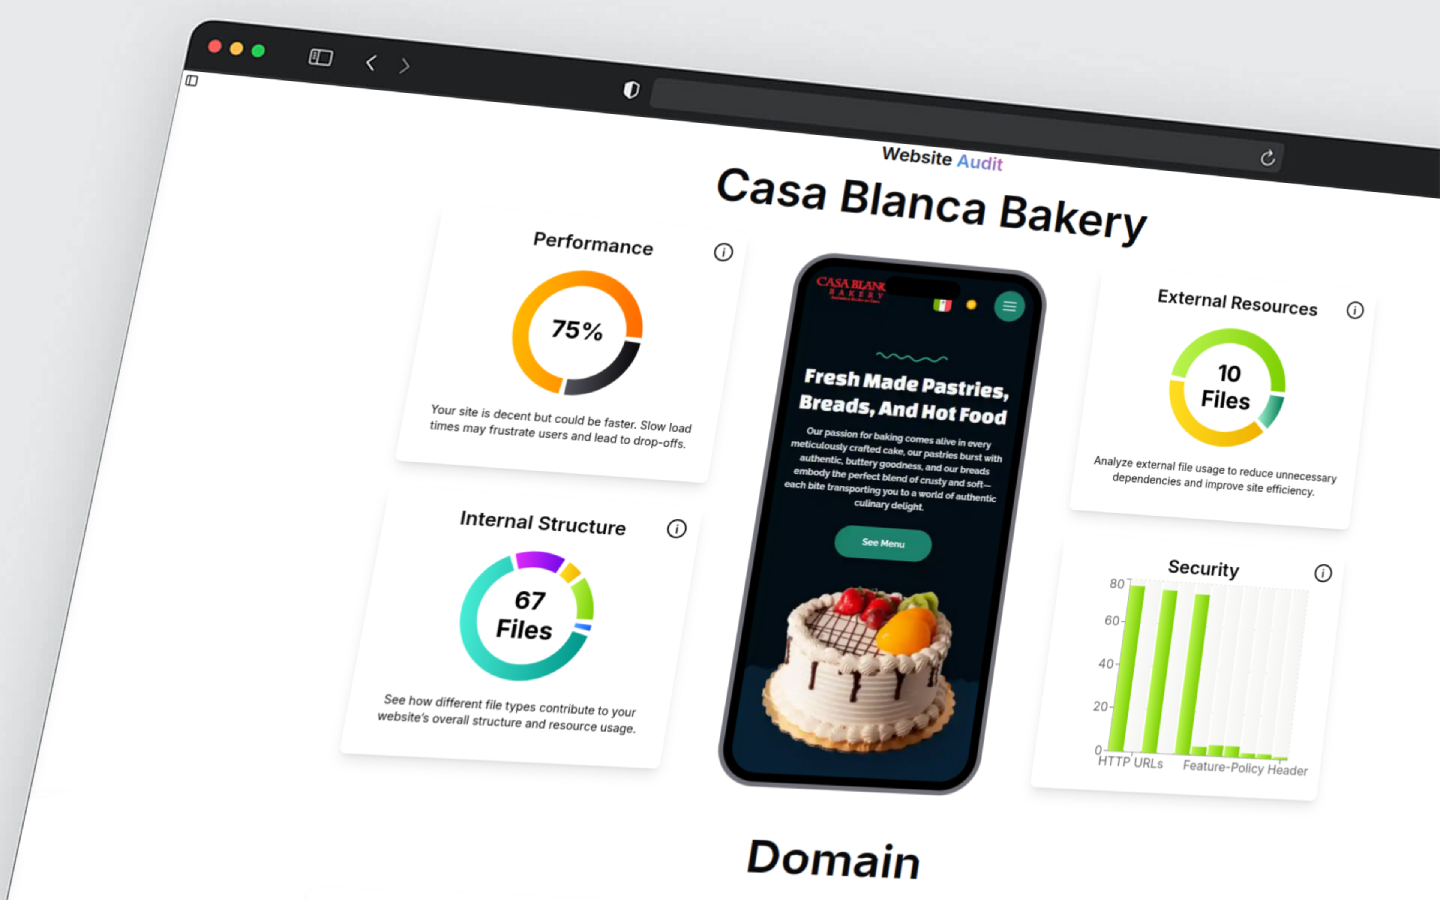 Website Audit
Casa Blanca Bakery
Performance
75%
Your site is decent but could be faster. Slow load
times may frustrate users and lead to drop-offs.
Internal Structure
67
Files
See how different file types contribute to your
website's overall structure and resource usage.
CASA BLANC
BAKERY
Fresh Made Pastries,
Breads, And Hot Food
Our passion for baking comes alive in every
meticulously crafted cake, our pastries burst with
authentic, buttery goodness, and our breads
embody the perfect blend of crusty and soft—
each bite transporting you to a world of authentic
culinary delight.
See Menu
External Resources
10
Files
Analyze external file usage to reduce unnecessary
dependencies and improve site efficiency.
Security
80
60
40
20
0
HTTP URLs
Feature-Policy Header
Domain